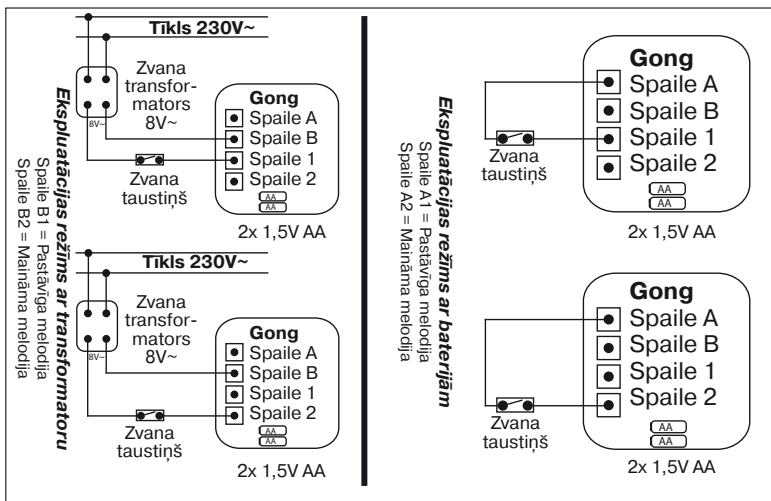 Ekspluatācijas režīms ar transformatoru
Spaile B1 = Pastāvīga melodija
Spaile B2 = Maināma melodija
Tīkls 230V~
Zvana
transfor-
mators
8V~
8V~
Gong
Spaile A
Spaile B
Spaile 1
Spaile 2
AA
AA
Zvana
taustiņš
2x 1,5V AA
Tīkls 230V~
Zvana
transfor-
mators
8V~
8V~
Gong
Spaile A
Spaile B
Spaile 1
Spaile 2
AA
AA
Zvana
taustiņš
2x 1,5V AA
Ekspluatācijas režīms ar baterijām
Spaile A1 = Pastāvīga melodija
Spaile A2 = Maināma melodija
Gong
Spaile A
Spaile B
Spaile 1
Spaile 2
AA
AA
Zvana
taustiņš
2x 1,5V AA
Gong
Spaile A
Spaile B
Spaile 1
Spaile 2
AA
AA
Zvana
taustiņš
2x 1,5V AA